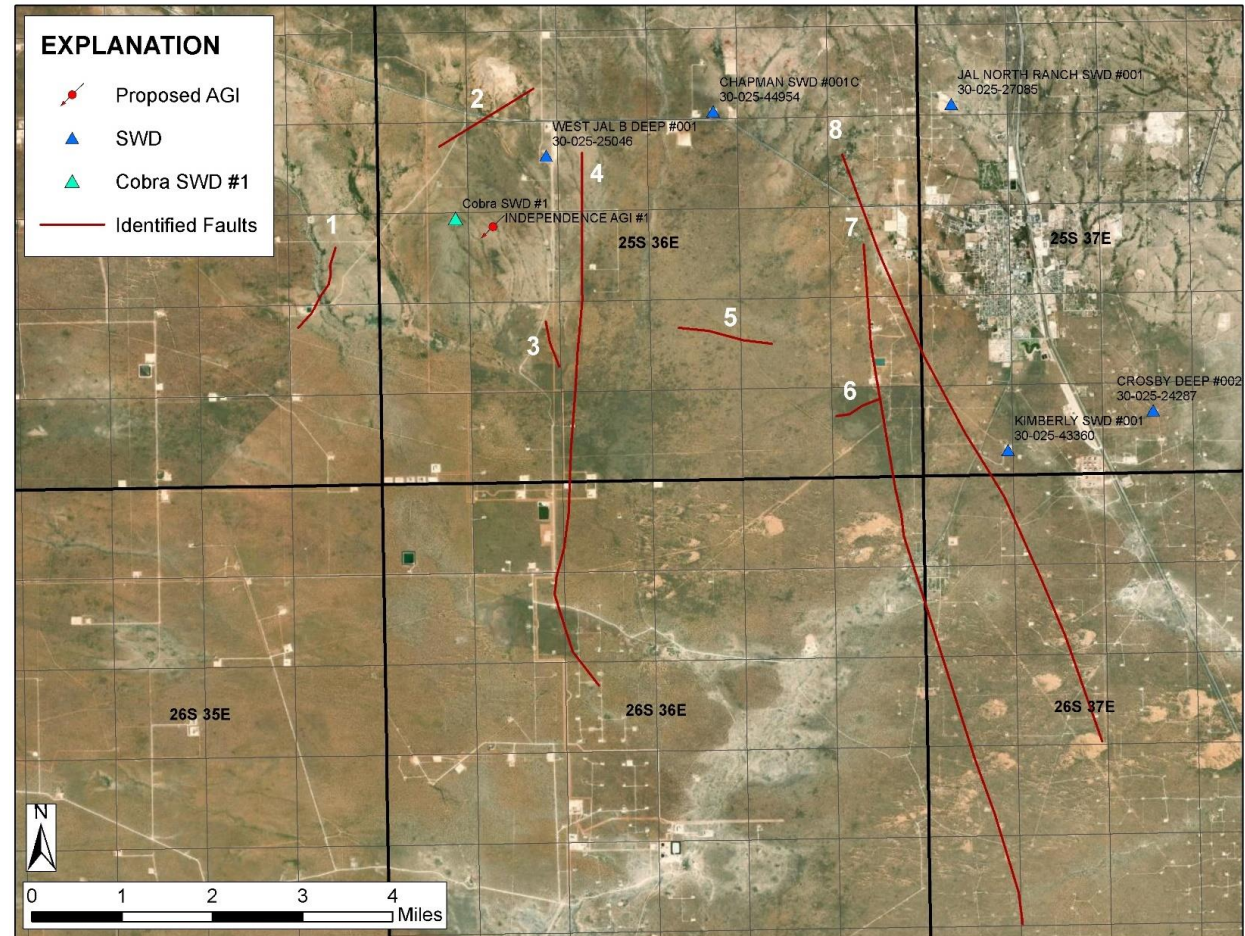 EXPLANATION
Proposed AGI
SWD
Cobra SWD #1
Identified Faults
CHAPMAN SWD #001C
30-025-44954
JAL NORTH RANCH SWD #001
30-025-27085
2
WEST JAL B DEEP #001
30-025-25046
8
4
Cobra SWD #1
INDEPENDENCE AGI #1
1
7
25S 36E
25S 37E
5
3
6
CROSBY DEEP #002
30-025-24287
KIMBERLY SWD #001
30-025-43360
26S 35E
26S 36E
26S 37E
N
0 1 2 3 4
Miles